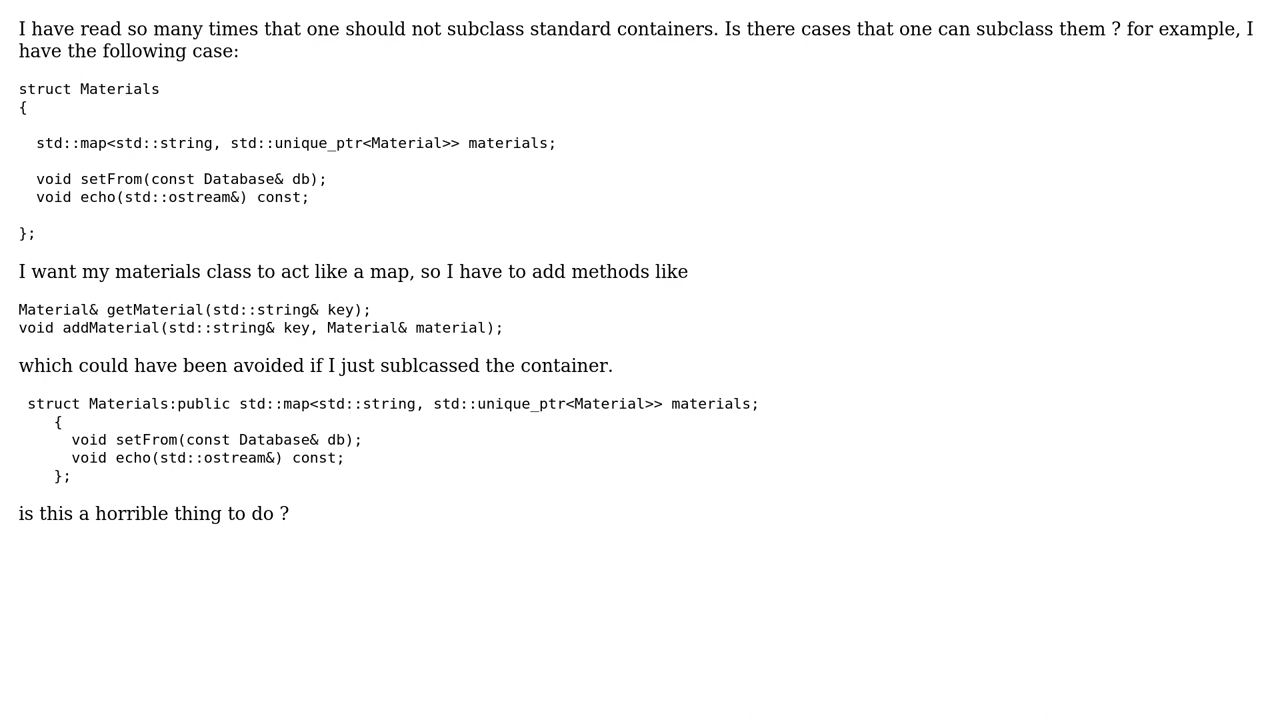 I have read so many times that one should not subclass standard containers. Is there cases that one can subclass them ? for example, I
have the following case:
struct Materials
{
std::map<std::string, std::unique_ptr<Material>> materials;
void setFrom(const Database& db);
void echo(std::ostream&) const;
};
I want my materials class to act like a map, so I have to add methods like
Material& getMaterial(std::string& key);
void addMaterial(std::string& key, Material& material);
which could have been avoided if I just sublcassed the container.
struct Materials:public std::map<std::string, std::unique_ptr<Material>> materials;
{
void setFrom(const Database& db);
void echo(std::ostream&) const;
};
is this a horrible thing to do ?